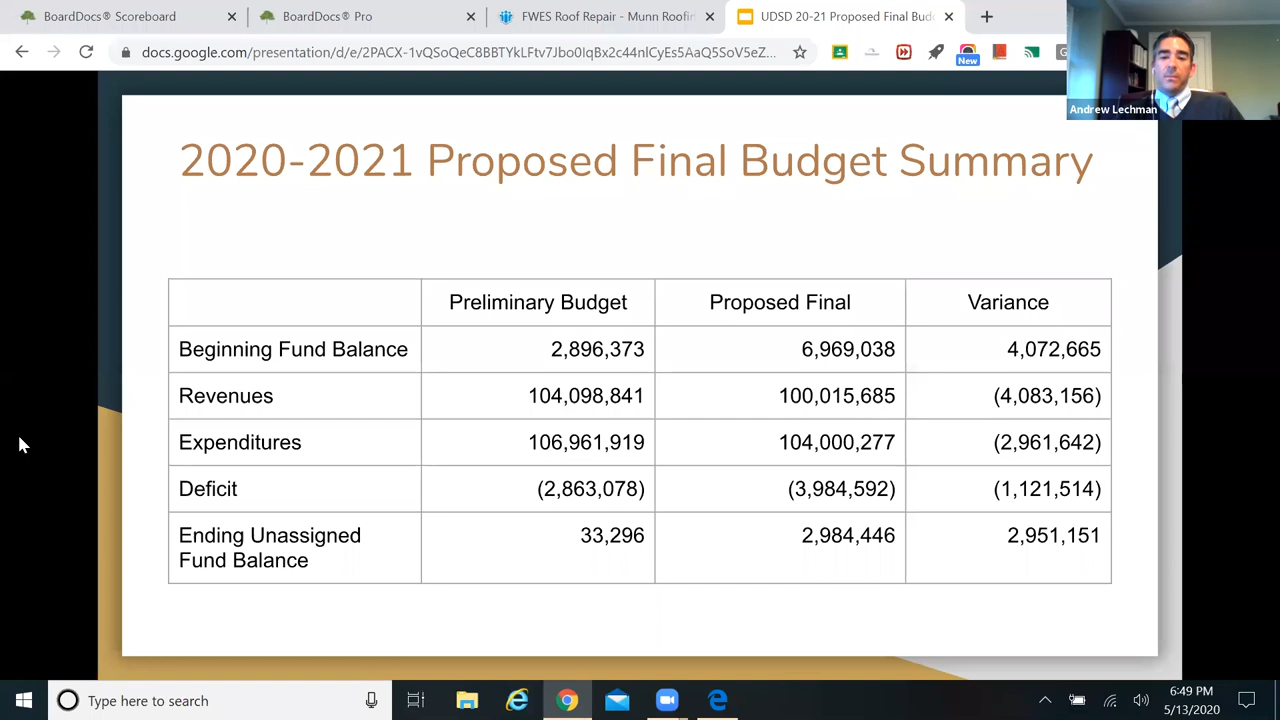 BoardDocs® Scoreboard
BoardDocs® Pro
FWES Roof Repair - Munn Roofin
UDSD 20-21 Proposed Final Bud
docs.google.com/presentation/d/e/2PACX-1vQSoQeC8BBTYkLFtv7Jbo0IqBx2c44nlCyEs5AaQ5SoV5eZ...
New
Andrew Lechman
2020-2021 Proposed Final Budget Summary
Preliminary Budget Proposed Final Variance
Beginning Fund Balance 2,896,373 6,969,038 4,072,665
Revenues 104,098,841 100,015,685 (4,083,156)
Expenditures 106,961,919 104,000,277 (2,961,642)
Deficit (2,863,078) (3,984,592) (1,121,514)
Ending Unassigned 33,296 2,984,446 2,951,151
Fund Balance
Type here to search
6:49 PM
5/13/2020